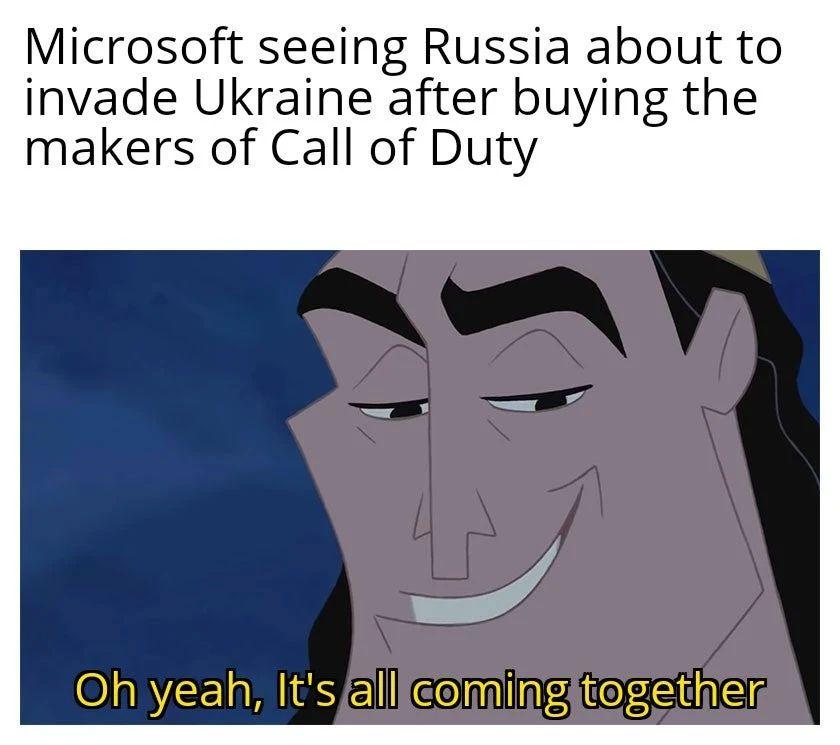 Microsoft seeing Russia about to
invade Ukraine after buying the
makers of Call of Duty
Oh yeah, It's all coming together